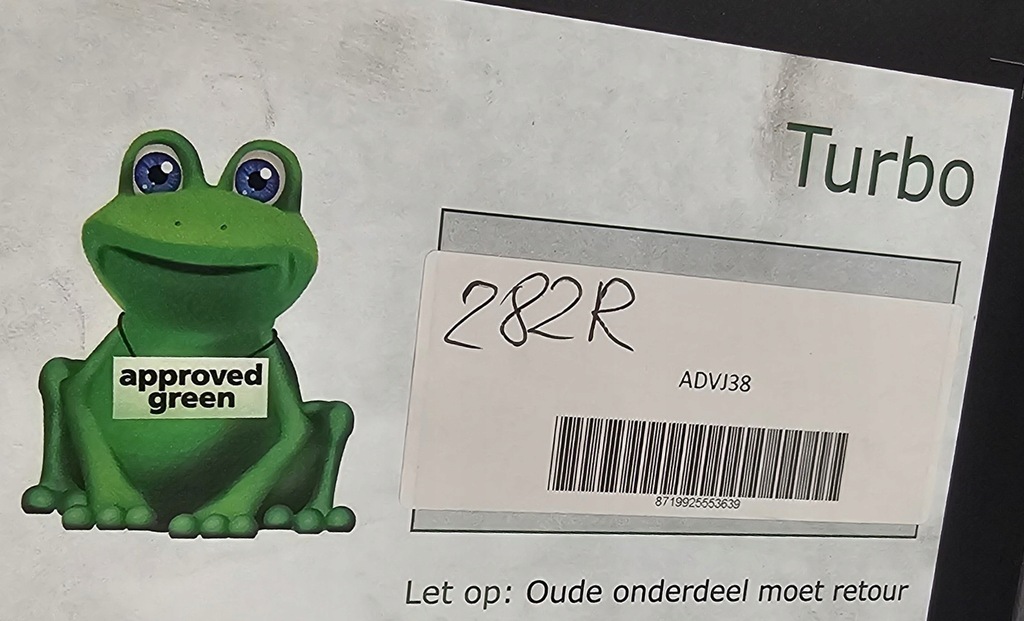 Turbo
282R
ADVJ38
8719925553639
approved
green
Let op: Oude onderdeel moet retour